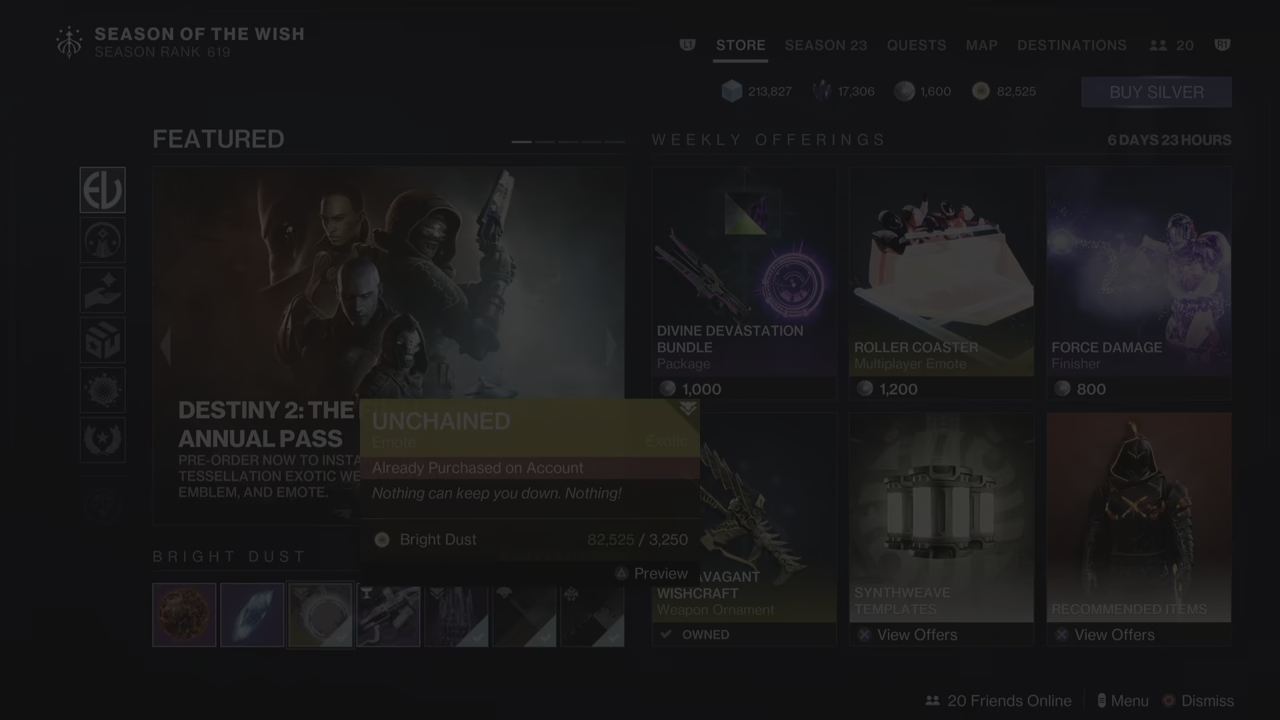 SEASON OF THE WISH
SEASON RANK 619
L1
STORE
SEASON 23
QUESTS
MAP
DESTINATIONS
20
R1
213,827
17,306
1,600
82,525
BUY SILVER
FEATURED
WEEKLY OFFERINGS
6 DAYS 23 HOURS
DESTINY 2: THE
ANNUAL PASS
PRE-ORDER NOW TO
TESSELLATION EXOTIC
EMBLEM, AND EMOTE.
UNCHAINED
Emote
Exotic
Already Purchased on Account
Nothing can keep you down. Nothing!
Bright Dust
82,525 / 3,250
Preview
DIVINE DEVASTATION
BUNDLE
Package
1,000
ROLLER COASTER
Multiplayer Emote
1,200
FORCE DAMAGE
Finisher
800
WISHCRAFT
Weapon Ornament
OWNED
SYNTHWEAVE
TEMPLATES
View Offers
RECOMMENDED ITEMS
View Offers
BRIGHT DUST
20 Friends Online
Menu
Dismiss